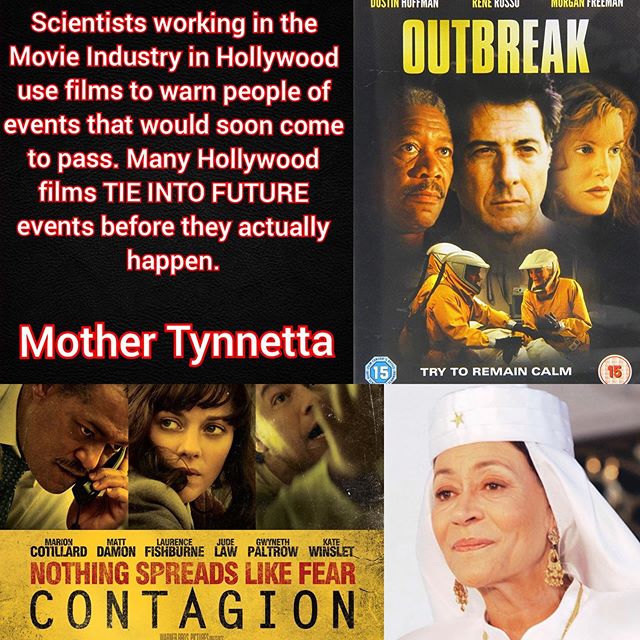 Scientists working in the
Movie Industry in Hollywood
use films to warn people of
events that would soon come
to pass. Many Hollywood
films TIE INTO FUTURE
events before they actually
happen.
Mother Tynnetta
DUSTIN HOFFMAN RENE RUSSO MORGAN FREEMAN
OUTBREAK
15 TRY TO REMAIN CALM 15
MARION COTILLARD MATT DAMON LAURENCE FISHBURNE JUDE LAW GWYNETH PALTROW KATE WINSLET
NOTHING SPREADS LIKE FEAR
CONTAGION
WARNER BROS. PICTURES